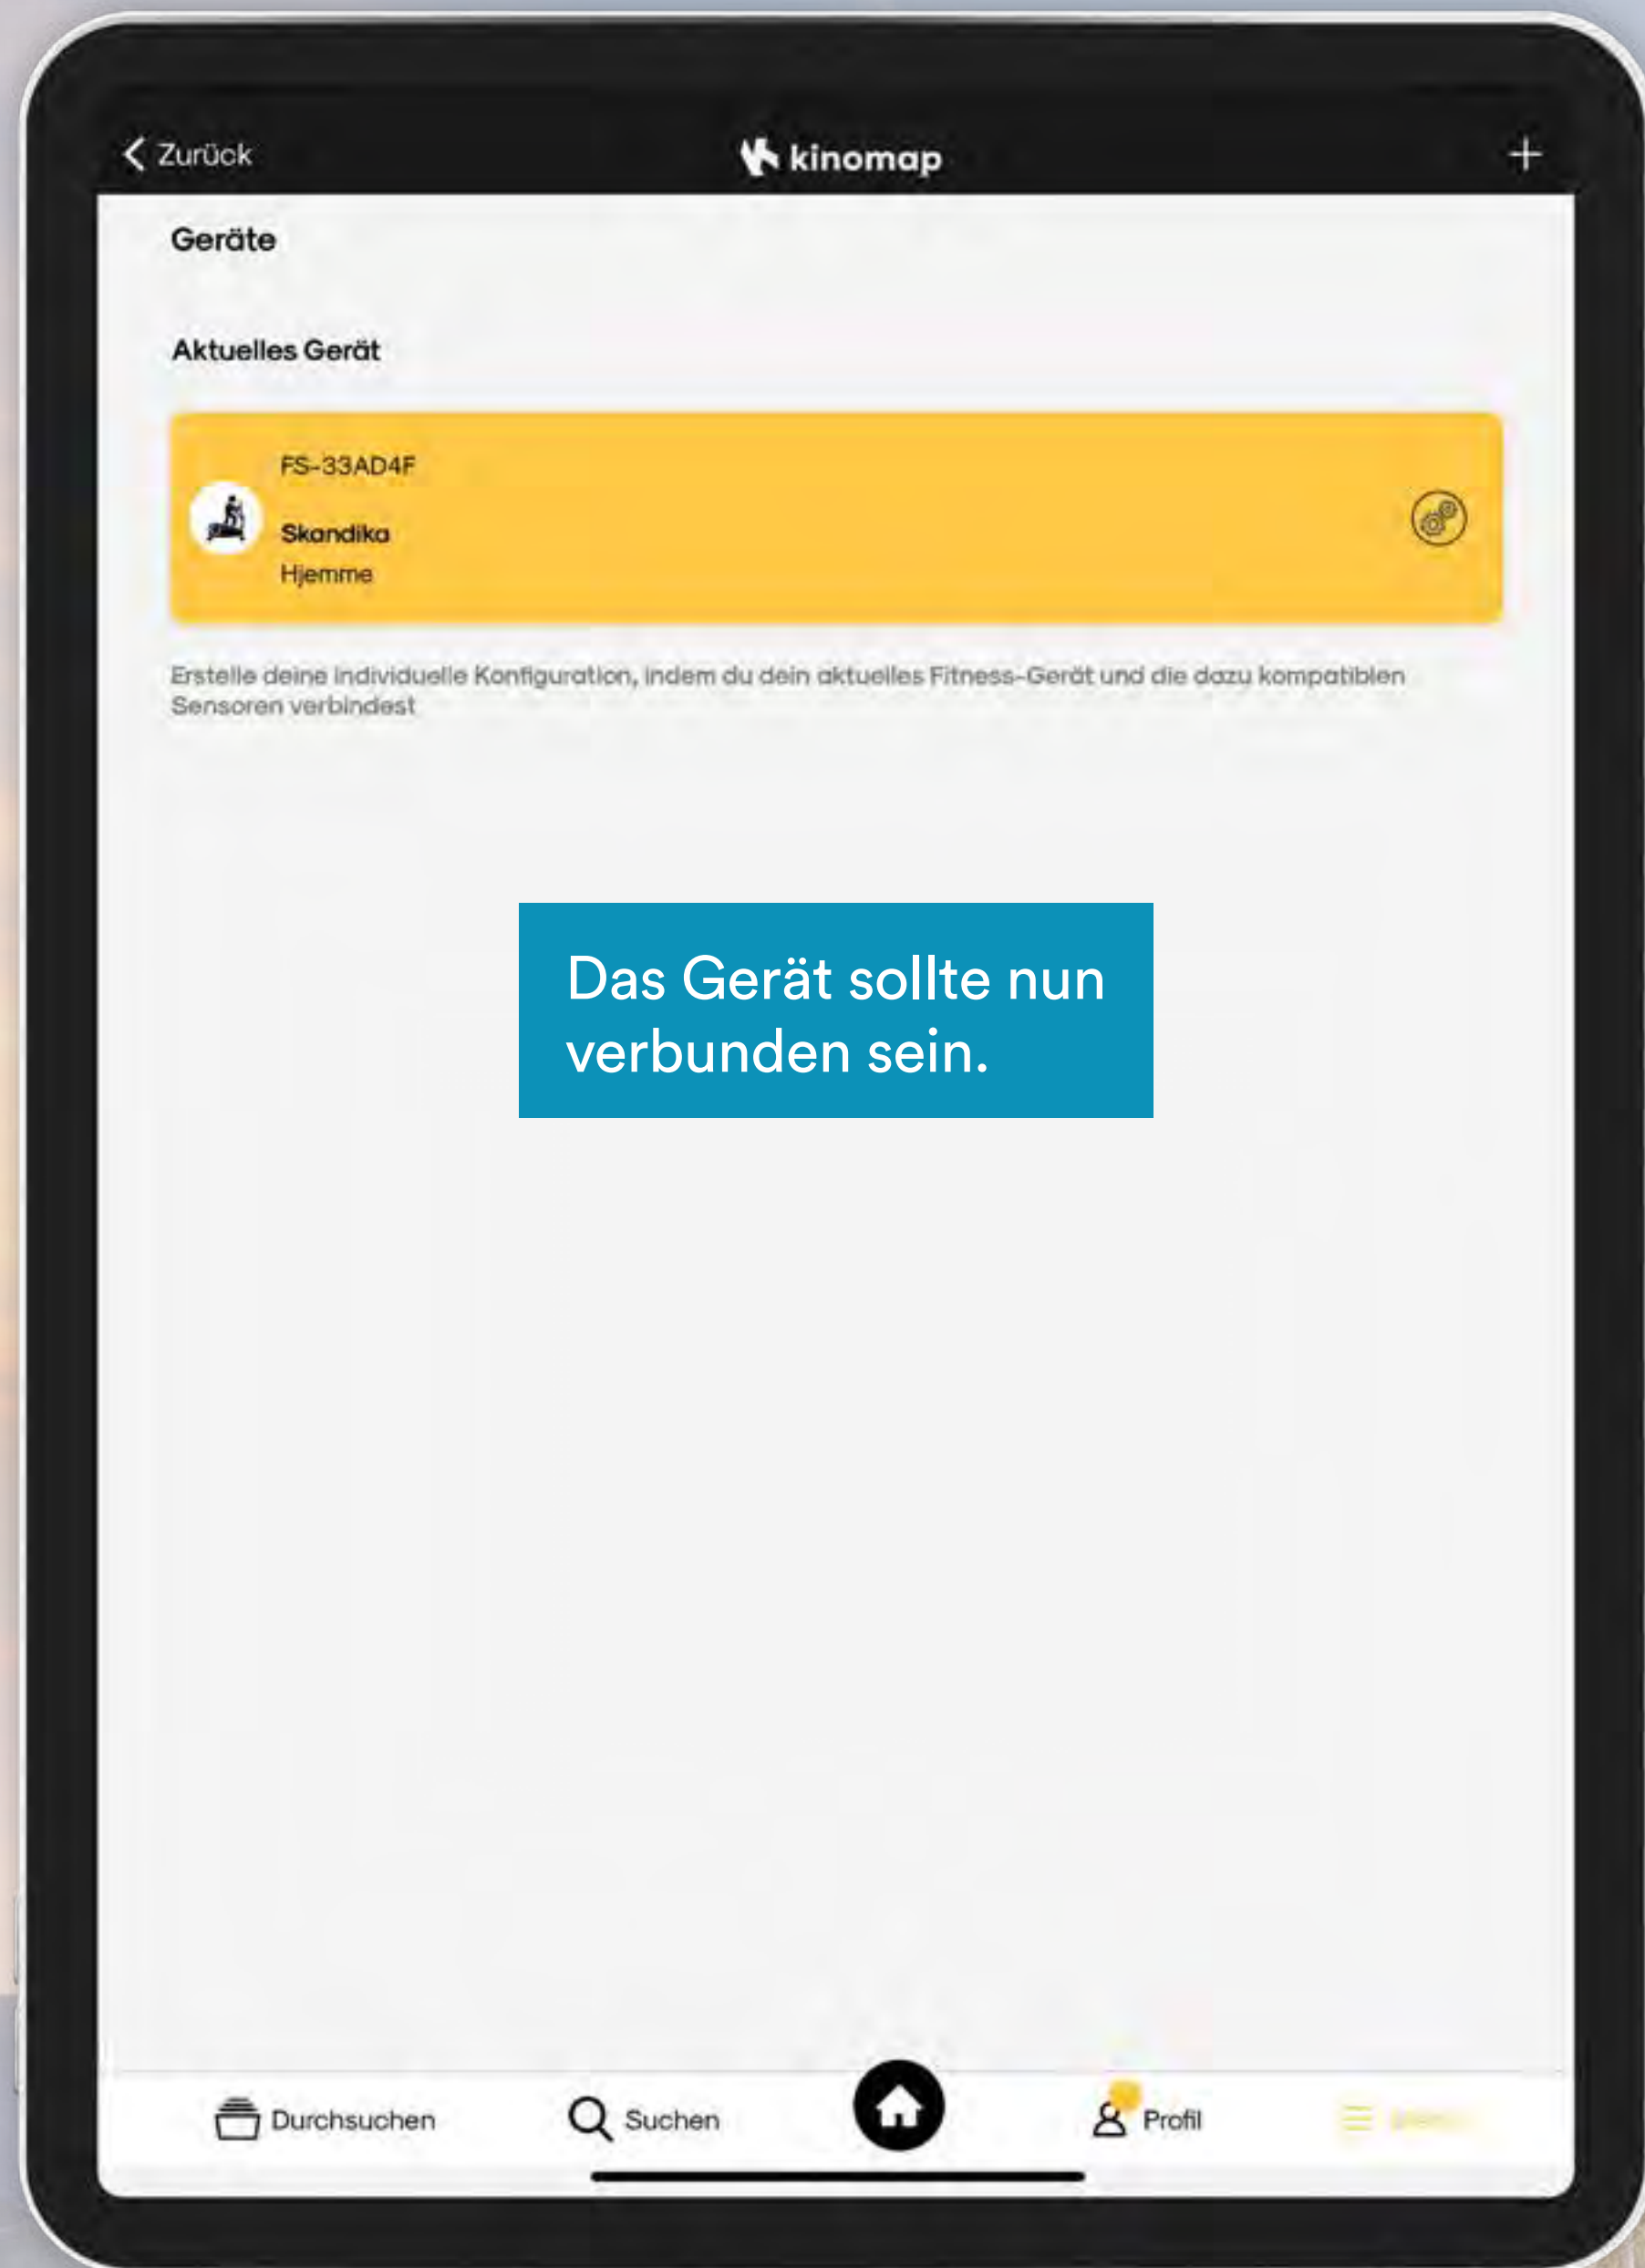 Zurück
kinomap
Geräte
Aktuelles Gerät
FS-33AD4F
Skandika
Hjemme
Erstelle deine individuelle Konfiguration, indem du dein aktuelles Fitness-Gerät und die dazu kompatiblen
Sensoren verbindest
Das Gerät sollte nun
verbunden sein.
Durchsuchen
Suchen
Profil